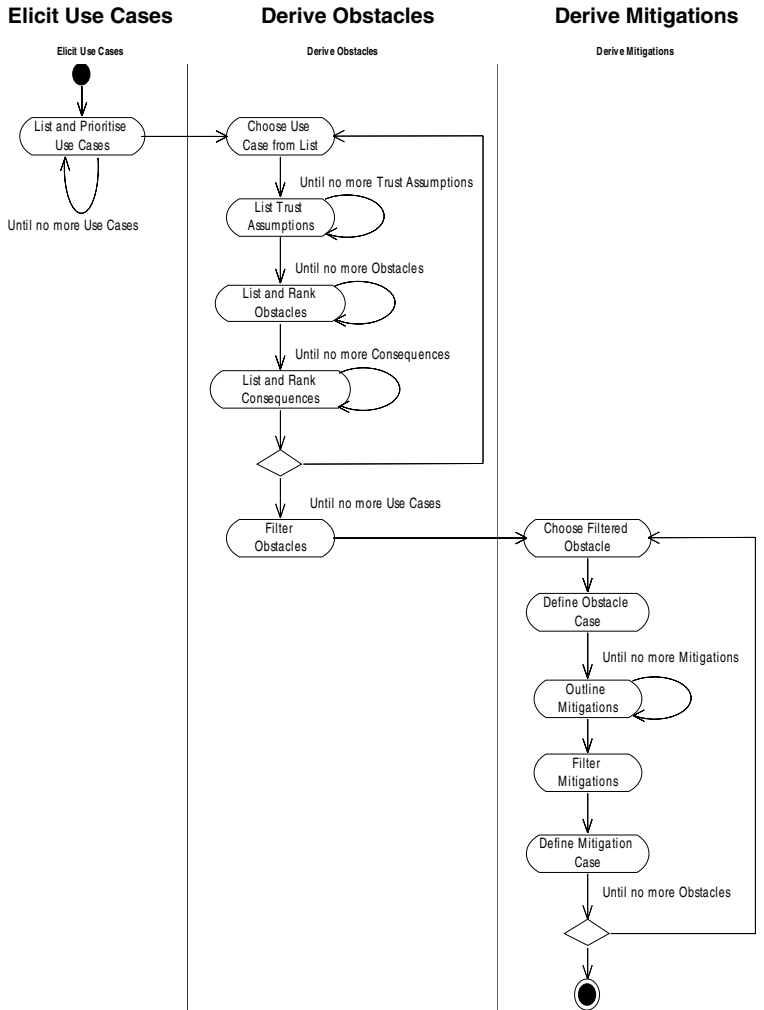 Elicit Use Cases
Derive Obstacles
Derive Mitigations
Elicit Use Cases
Derive Obstacles
Derive Mitigations
List and Prioritise
Use Cases
Until no more Use Cases
Choose Use
Case from List
Until no more Trust Assumptions
List Trust
Assumptions
Until no more Obstacles
List and Rank
Obstacles
Until no more Consequences
List and Rank
Consequences
Until no more Use Cases
Filter
Obstacles
Choose Filtered
Obstacle
Define Obstacle
Case
Until no more Mitigations
Outline
Mitigations
Filter
Mitigations
Define Mitigation
Case
Until no more Obstacles